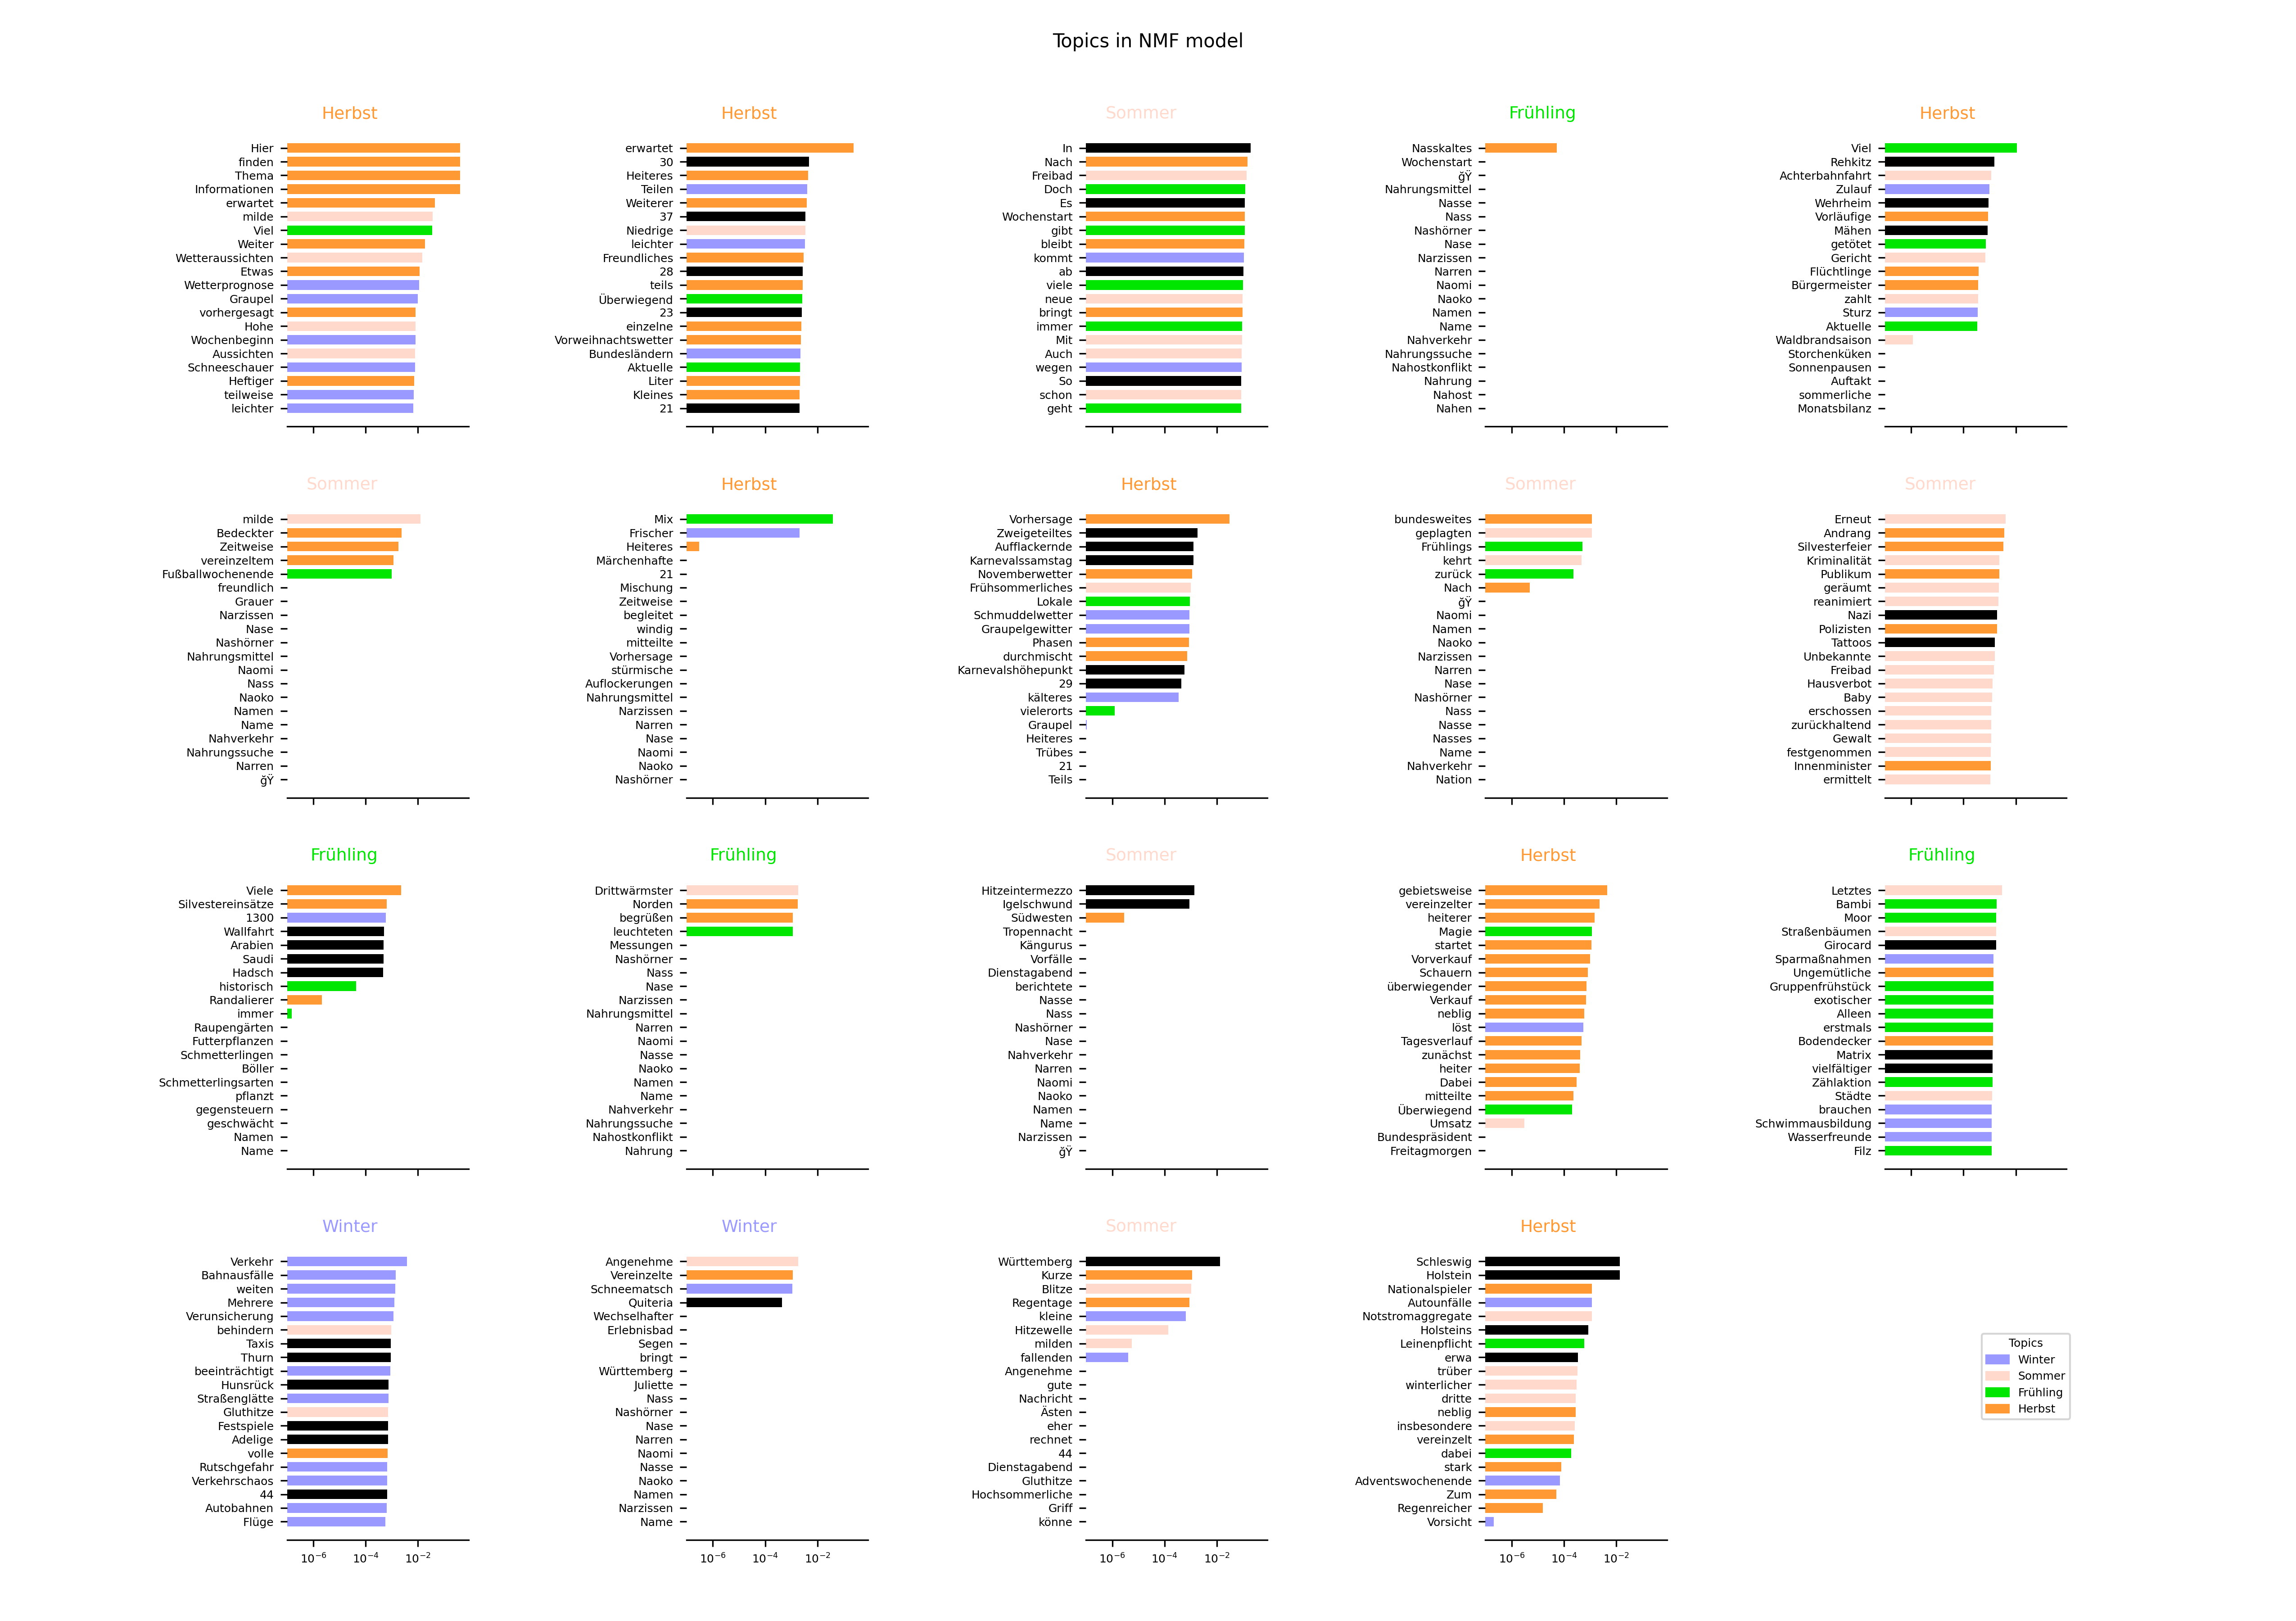 Topics in NMF model
Herbst
Hier
finden
Thema
Informationen
erwartet
milde
Viel
Weiter
Wetteraussichten
Etwas
Wetterprognose
Graupel
vorhergesagt
Hohe
Wochenbeginn
Aussichten
Schneeschauer
Heftiger
teilweise
leichter
Herbst
erwartet
30
Heiteres
Teilen
Weiterer
37
Niedrige
leichter
Freundliches
28
teils
Überwiegend
23
einzelne
Vorweihnachtswetter
Bundesländern
Aktuelle
Liter
Kleines
21
Sommer
In
Nach
Freibad
Doch
Es
Wochenstart
gibt
bleibt
kommt
ab
viele
neue
bringt
immer
Mit
Auch
wegen
So
schon
geht
Frühling
Nasskaltes
Wochenstart
ğŸ
Nahrungsmittel
Nasse
Nass
Nashörner
Nase
Narzissen
Narren
Naomi
Naoko
Namen
Name
Nahverkehr
Nahrungssuche
Nahostkonflikt
Nahrung
Nahost
Nahen
Herbst
Viel
Rehkitz
Achterbahnfahrt
Zulauf
Wehrheim
Vorläufige
Mähen
getötet
Gericht
Flüchtlinge
Bürgermeister
zahlt
Sturz
Aktuelle
Waldbrandsaison
Storchenküken
Sonnenpausen
Auftakt
sommerliche
Monatsbilanz
Sommer
milde
Bedeckter
Zeitweise
vereinzeltem
Fußballwochenende
freundlich
Grauer
Narzissen
Nase
Nashörner
Nahrungsmittel
Naomi
Nass
Naoko
Namen
Name
Nahverkehr
Nahrungssuche
Narren
ğŸ
Herbst
Mix
Frischer
Heiteres
Märchenhafte
21
Mischung
Zeitweise
begleitet
windig
mitteilte
Vorhersage
stürmische
Auflockerungen
Nahrungsmittel
Narzissen
Narren
Nase
Naomi
Naoko
Nashörner
Herbst
Vorhersage
Zweigeteiltes
Aufflackernde
Karnevalssamstag
Novemberwetter
Frühsommerliches
Lokale
Schmuddelwetter
Graupelgewitter
Phasen
durchmischt
Karnevalshöhepunkt
29
kälteres
vielerorts
Graupel
Heiteres
Trübes
21
Teils
Sommer
bundesweites
geplagten
Frühlings
kehrt
zurück
Nach
ğŸ
Naomi
Namen
Naoko
Narzissen
Narren
Nase
Nashörner
Nass
Nasse
Nasses
Name
Nahverkehr
Nation
Sommer
Erneut
Andrang
Silvesterfeier
Kriminalität
Publikum
geräumt
reanimiert
Nazi
Polizisten
Tattoos
Unbekannte
Freibad
Hausverbot
Baby
erschossen
zurückhaltend
Gewalt
festgenommen
Innenminister
ermittelt
Frühling
Viele
Silvestereinsätze
1300
Wallfahrt
Arabien
Saudi
Hadsch
historisch
Randalierer
immer
Raupengärten
Futterpflanzen
Schmetterlingen
Böller
Schmetterlingsarten
pflanzt
gegensteuern
geschwächt
Namen
Name
Frühling
Drittwärmster
Norden
begrüßen
leuchteten
Messungen
Nashörner
Nass
Nase
Narzissen
Nahrungsmittel
Narren
Naomi
Nasse
Naoko
Namen
Name
Nahverkehr
Nahrungssuche
Nahostkonflikt
Nahrung
Sommer
Hitzeintermezzo
Igelschwund
Südwesten
Tropennacht
Kängurus
Vorfälle
Dienstagabend
berichtete
Nasse
Nass
Nashörner
Nase
Nahverkehr
Narren
Naomi
Naoko
Namen
Name
Narzissen
ğŸ
Herbst
gebietsweise
vereinzelter
heiterer
Magie
startet
Vorverkauf
Schauern
überwiegender
Verkauf
neblig
löst
Tagesverlauf
zunächst
heiter
Dabei
mitteilte
Überwiegend
Umsatz
Bundespräsident
Freitagmorgen
Frühling
Letztes
Bambi
Moor
Straßenbäumen
Girocard
Sparmaßnahmen
Ungemütliche
Gruppenfrühstück
exotischer
Alleen
erstmals
Bodendecker
Matrix
vielfältiger
Zählaktion
Städte
brauchen
Schwimmausbildung
Wasserfreunde
Filz
Winter
Verkehr
Bahnausfälle
weiten
Mehrere
Verunsicherung
behindern
Taxis
Thurn
beeinträchtigt
Hunsrück
Straßenglätte
Gluthitze
Festspiele
Adelige
volle
Rutschgefahr
Verkehrschaos
44
Autobahnen
Flüge
10⁻⁶ 10⁻⁴ 10⁻²
Winter
Angenehme
Vereinzelte
Schneematsch
Quiteria
Wechselhafter
Erlebnisbad
Segen
bringt
Württemberg
Juliette
Nass
Nashörner
Nase
Narren
Naomi
Nasse
Naoko
Namen
Narzissen
Name
10⁻⁶ 10⁻⁴ 10⁻²
Sommer
Württemberg
Kurze
Blitze
Regentage
kleine
Hitzewelle
milden
fallenden
Angenehme
gute
Nachricht
Ästen
eher
rechnet
44
Dienstagabend
Gluthitze
Hochsommerliche
Griff
könne
10⁻⁶ 10⁻⁴ 10⁻²
Herbst
Schleswig
Holstein
Nationalspieler
Autounfälle
Notstromaggregate
Holsteins
Leinenpflicht
erwa
trüber
winterlicher
dritte
neblig
insbesondere
vereinzelt
dabei
stark
Adventswochenende
Zum
Regenreicher
Vorsicht
10⁻⁶ 10⁻⁴ 10⁻²
Topics
Winter
Sommer
Frühling
Herbst